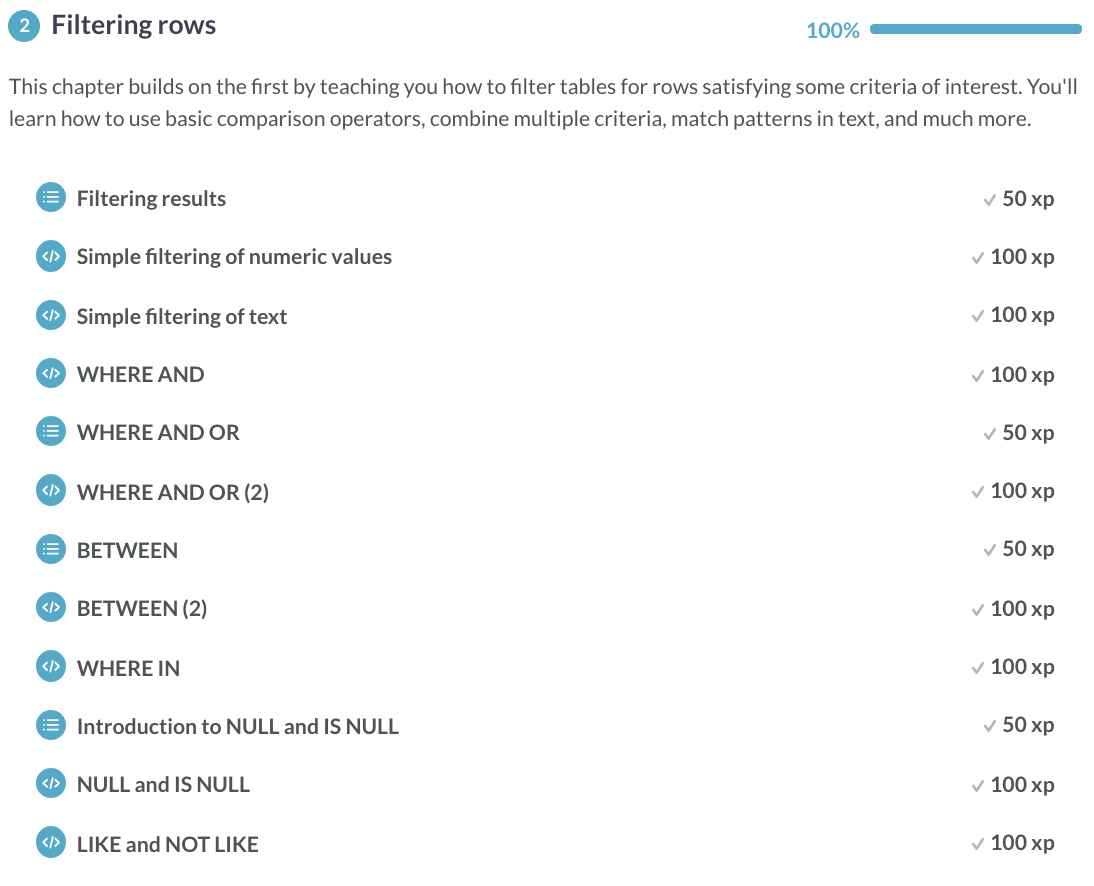 2 Filtering rows 100%
This chapter builds on the first by teaching you how to filter tables for rows satisfying some criteria of interest. You'll
learn how to use basic comparison operators, combine multiple criteria, match patterns in text, and much more.
Filtering results 50 xp
</> Simple filtering of numeric values 100 xp
</> Simple filtering of text 100 xp
</> WHERE AND 100 xp
WHERE AND OR 50 xp
</> WHERE AND OR (2) 100 xp
BETWEEN 50 xp
</> BETWEEN (2) 100 xp
</> WHERE IN 100 xp
Introduction to NULL and IS NULL 50 xp
</> NULL and IS NULL 100 xp
</> LIKE and NOT LIKE 100 xp